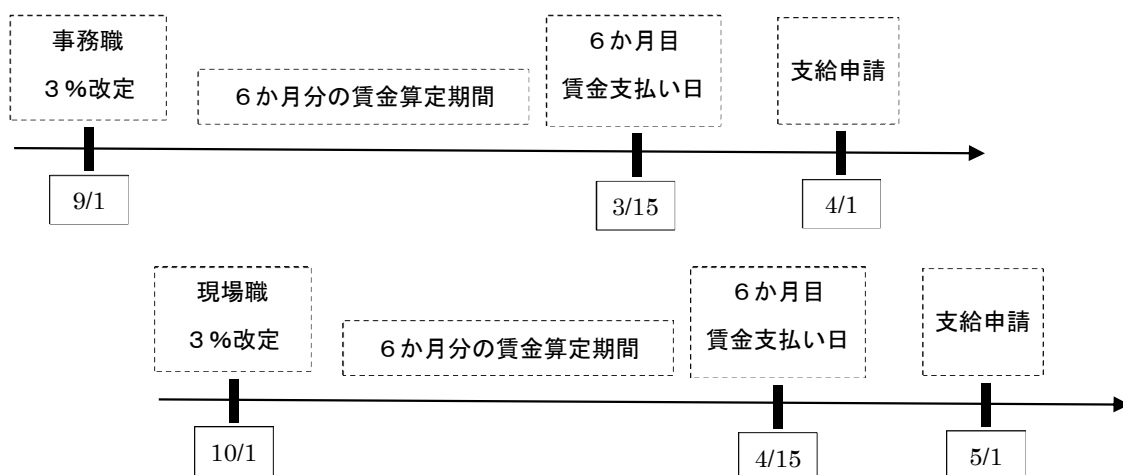 事務職
３％改定
６か月分の賃金算定期間
６か月目
賃金支払い日
支給申請
9/1
3/15
4/1
現場職
３％改定
６か月分の賃金算定期間
６か月目
賃金支払い日
支給申請
10/1
4/15
5/1